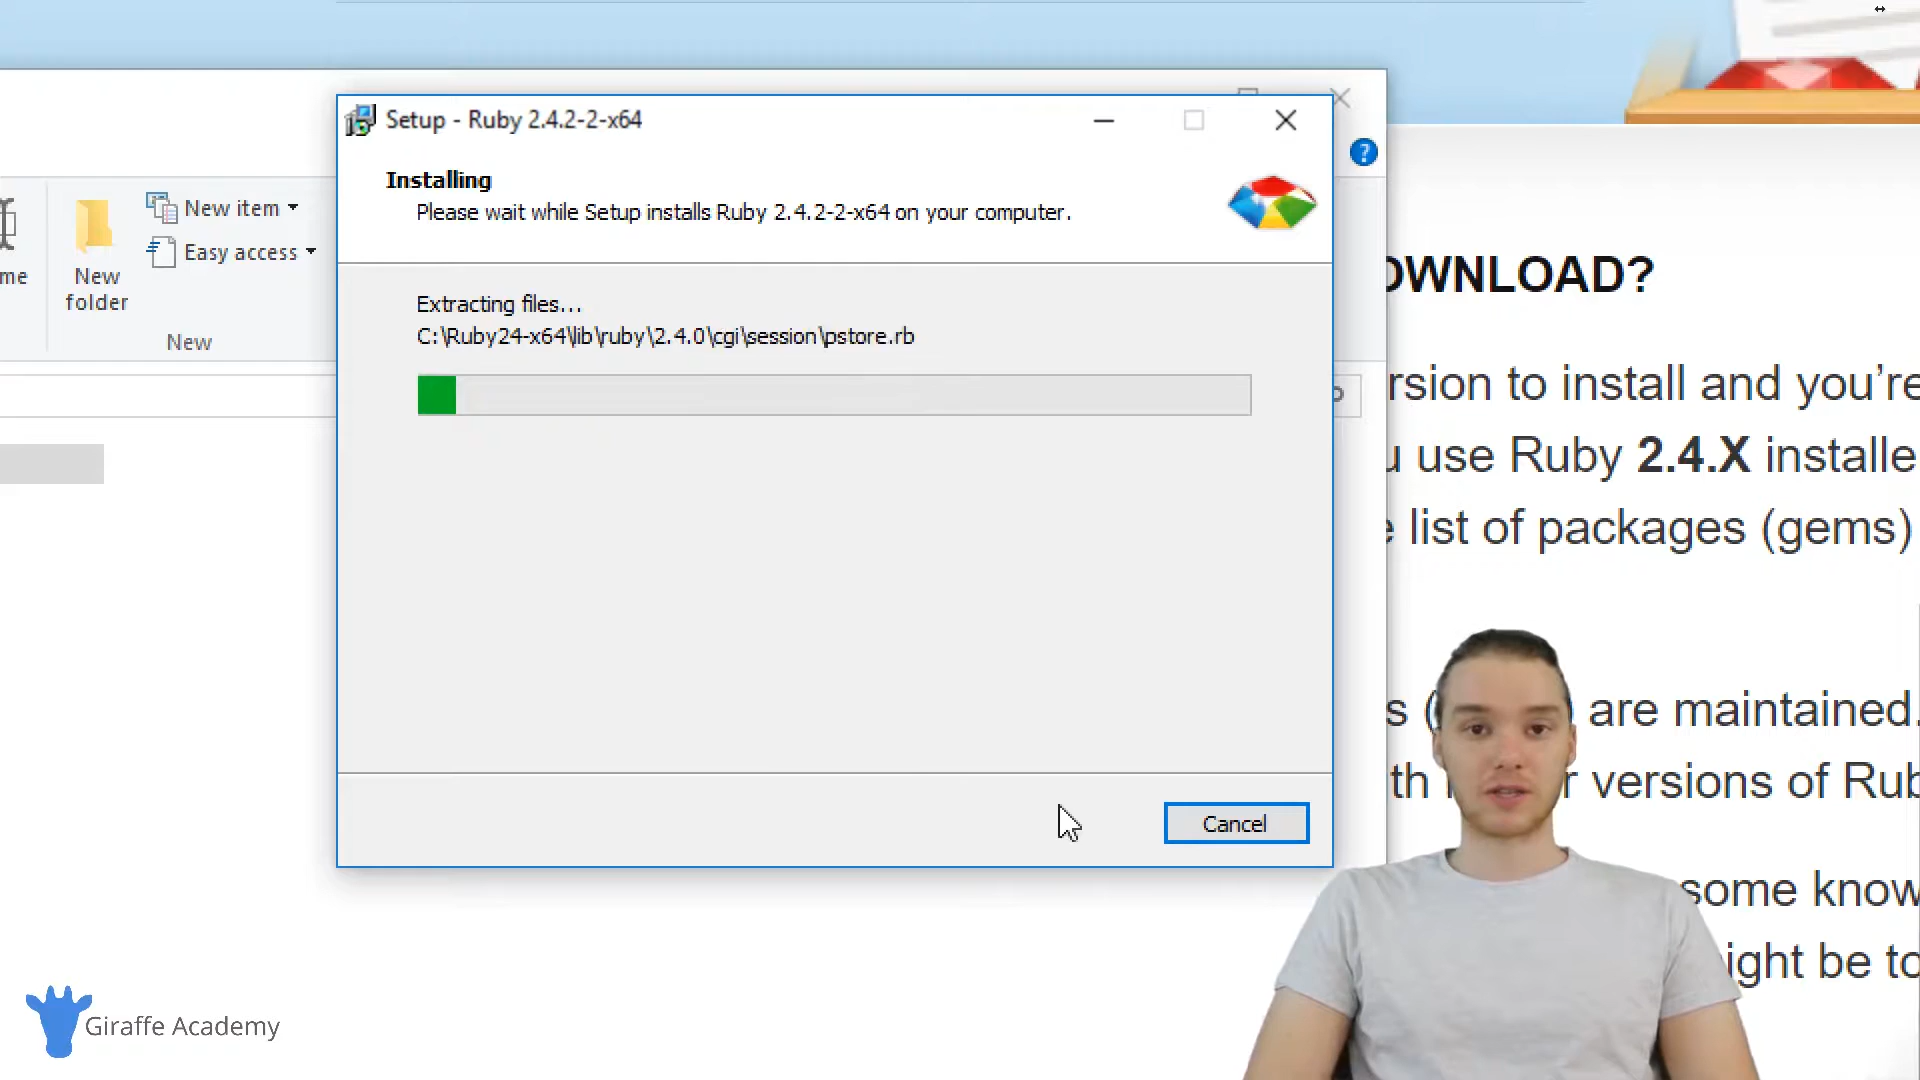 Setup - Ruby 2.4.2-2-x64
Installing
Please wait while Setup installs Ruby 2.4.2-2-x64 on your computer.
New item
Easy access
me
New
folder
New
Extracting files...
C:\Ruby24-x64\lib\ruby\2.4.0\cgi\session\pstore.rb
Cancel
?
OWNLOAD?
rsion to install and you're
u use Ruby 2.4.X installe
e list of packages (gems)
s ( are maintained.
th versions of Rub
some know
ight be to
Giraffe Academy